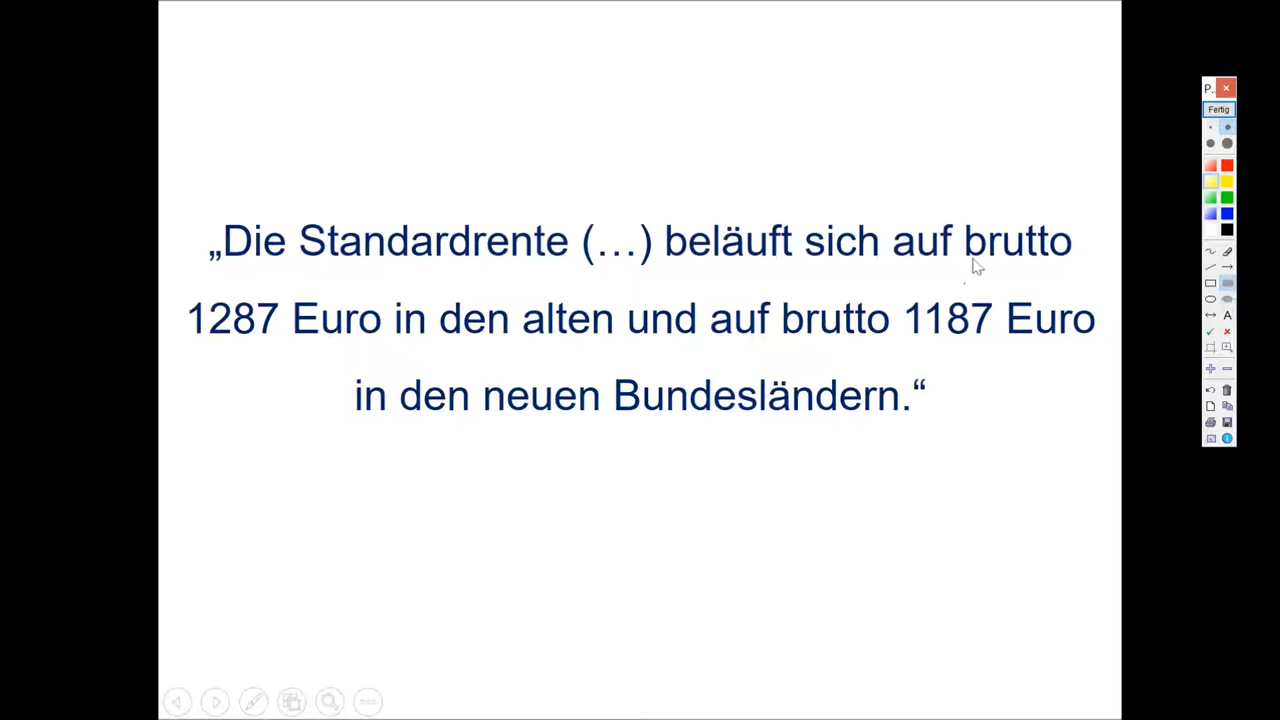 „Die Standardrente (…) beläuft sich auf brutto
1287 Euro in den alten und auf brutto 1187 Euro
in den neuen Bundesländern.“
P..
Fertig
A